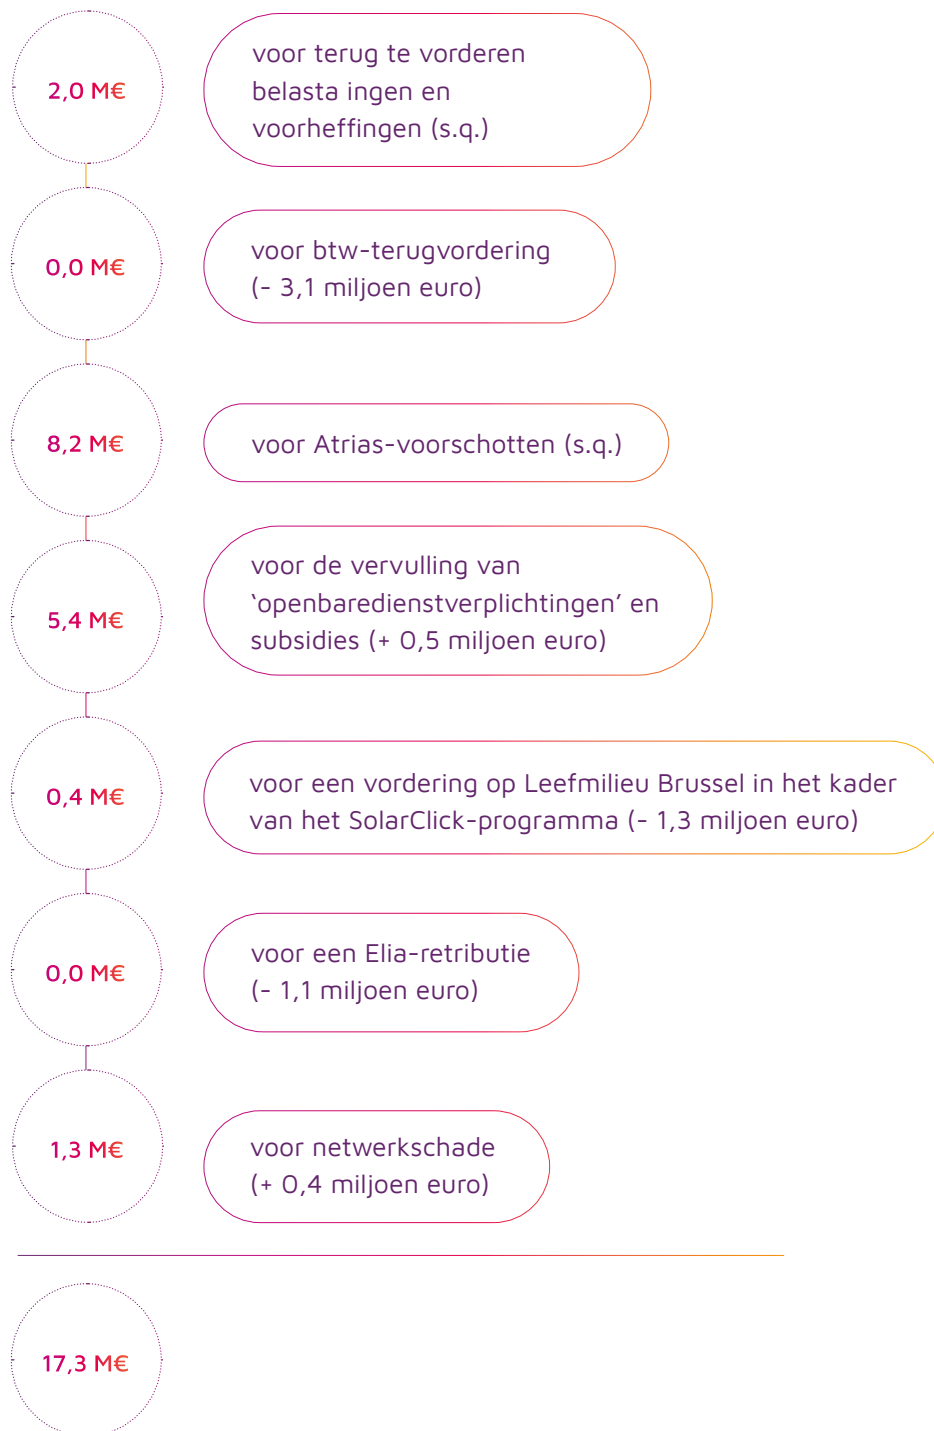 2,0 M€
voor terug te vorderen
belasta ingen en
voorheffingen (s.q.)
0,0 M€
voor btw-terugvordering
(- 3,1 miljoen euro)
8,2 M€
voor Atrias-voorschotten (s.q.)
5,4 M€
voor de vervulling van
‘openbaredienstverplichtingen’ en
subsidies (+ 0,5 miljoen euro)
0,4 M€
voor een vordering op Leefmilieu Brussel in het kader
van het SolarClick-programma (- 1,3 miljoen euro)
0,0 M€
voor een Elia-retributie
(- 1,1 miljoen euro)
1,3 M€
voor netwerkschade
(+ 0,4 miljoen euro)
17,3 M€